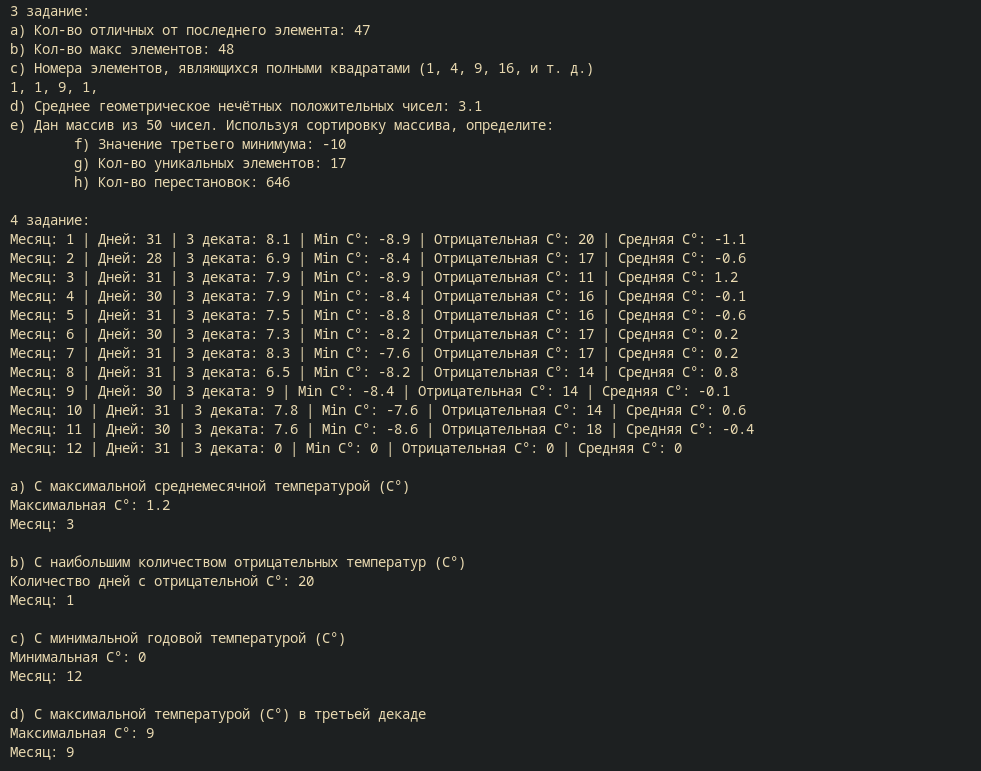 3 задание:
a) Кол-во отличных от последнего элемента: 47
b) Кол-во макс элементов: 48
c) Номера элементов, являющихся полными квадратами (1, 4, 9, 16, и т. д.)
1, 1, 9, 1,
d) Среднее геометрическое нечётных положительных чисел: 3.1
e) Дан массив из 50 чисел. Используя сортировку массива, определите:
f) Значение третьего минимума: -10
g) Кол-во уникальных элементов: 17
h) Кол-во перестановок: 646
4 задание:
Месяц: 1 | Дней: 31 | 3 деката: 8.1 | Min C°: -8.9 | Отрицательная C°: 20 | Средняя C°: -1.1
Месяц: 2 | Дней: 28 | 3 деката: 6.9 | Min C°: -8.4 | Отрицательная C°: 17 | Средняя C°: -0.6
Месяц: 3 | Дней: 31 | 3 деката: 7.9 | Min C°: -8.9 | Отрицательная C°: 11 | Средняя C°: 1.2
Месяц: 4 | Дней: 30 | 3 деката: 7.9 | Min C°: -8.4 | Отрицательная C°: 16 | Средняя C°: -0.1
Месяц: 5 | Дней: 31 | 3 деката: 7.5 | Min C°: -8.8 | Отрицательная C°: 16 | Средняя C°: -0.6
Месяц: 6 | Дней: 30 | 3 деката: 7.3 | Min C°: -8.2 | Отрицательная C°: 17 | Средняя C°: 0.2
Месяц: 7 | Дней: 31 | 3 деката: 8.3 | Min C°: -7.6 | Отрицательная C°: 17 | Средняя C°: 0.2
Месяц: 8 | Дней: 31 | 3 деката: 6.5 | Min C°: -8.2 | Отрицательная C°: 14 | Средняя C°: 0.8
Месяц: 9 | Дней: 30 | 3 деката: 9 | Min C°: -8.4 | Отрицательная C°: 14 | Средняя C°: -0.1
Месяц: 10 | Дней: 31 | 3 деката: 7.8 | Min C°: -7.6 | Отрицательная C°: 14 | Средняя C°: 0.6
Месяц: 11 | Дней: 30 | 3 деката: 7.6 | Min C°: -8.6 | Отрицательная C°: 18 | Средняя C°: -0.4
Месяц: 12 | Дней: 31 | 3 деката: 0 | Min C°: 0 | Отрицательная C°: 0 | Средняя C°: 0
a) С максимальной среднемесячной температурой (C°)
Максимальная C°: 1.2
Месяц: 3
b) С наибольшим количеством отрицательных температур (C°)
Количество дней с отрицательной C°: 20
Месяц: 1
c) С минимальной годовой температурой (C°)
Минимальная C°: 0
Месяц: 12
d) С максимальной температурой (C°) в третьей декаде
Максимальная C°: 9
Месяц: 9